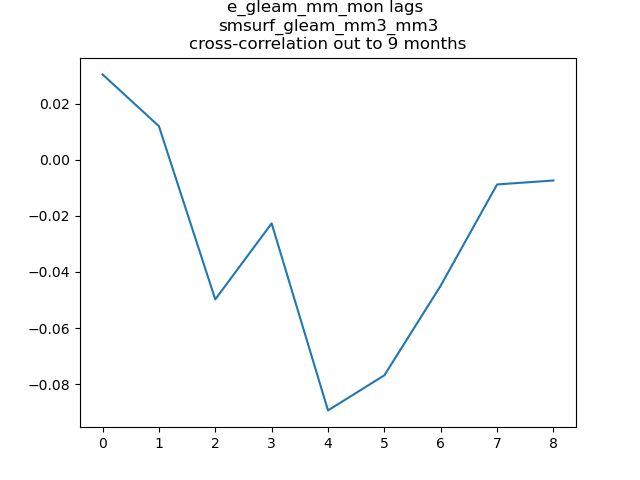 e_gleam_mm_mon lags
smsurf_gleam_mm3_mm3
cross-correlation out to 9 months
0.02
0.00
−0.02
−0.04
−0.06
−0.08
0 1 2 3 4 5 6 7 8